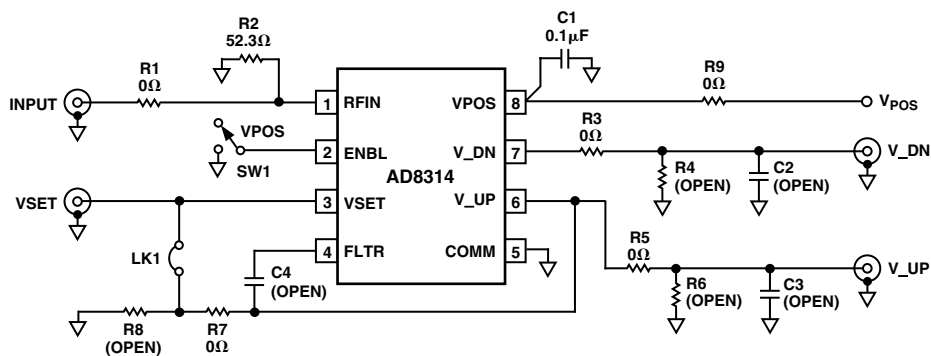 R2
52.3Ω
C1
0.1µF
R1
0Ω
R9
0Ω
INPUT
1 RFIN
VPOS 8
V_POS
VPOS
SW1
2 ENBL
R3
0Ω
V_DN 7
V_DN
R4
(OPEN)
C2
(OPEN)
AD8314
VSET
3 VSET
V_UP 6
LK1
4 FLTR
C4
(OPEN)
COMM 5
R5
0Ω
V_UP
R6
(OPEN)
C3
(OPEN)
R8
(OPEN)
R7
0Ω